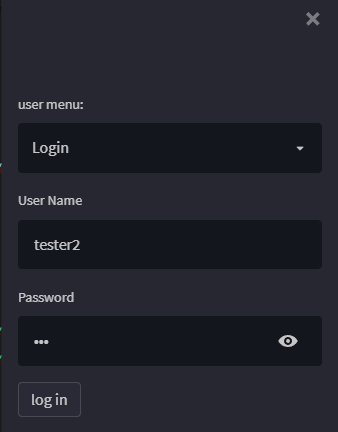 user menu:
Login
User Name
tester2
Password
•••
log in